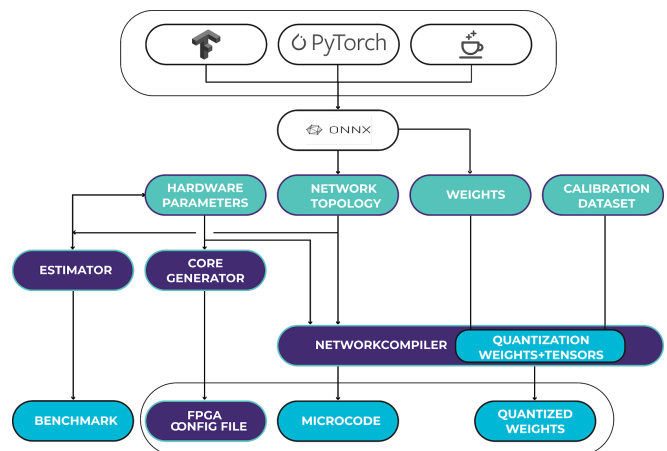 PyTorch
ONNX
HARDWARE
PARAMETERS
NETWORK
TOPOLOGY
WEIGHTS
CALIBRATION
DATASET
ESTIMATOR
CORE
GENERATOR
NETWORKCOMPILER
QUANTIZATION
WEIGHTS+TENSORS
BENCHMARK
FPGA
CONFIG FILE
MICROCODE
QUANTIZED
WEIGHTS